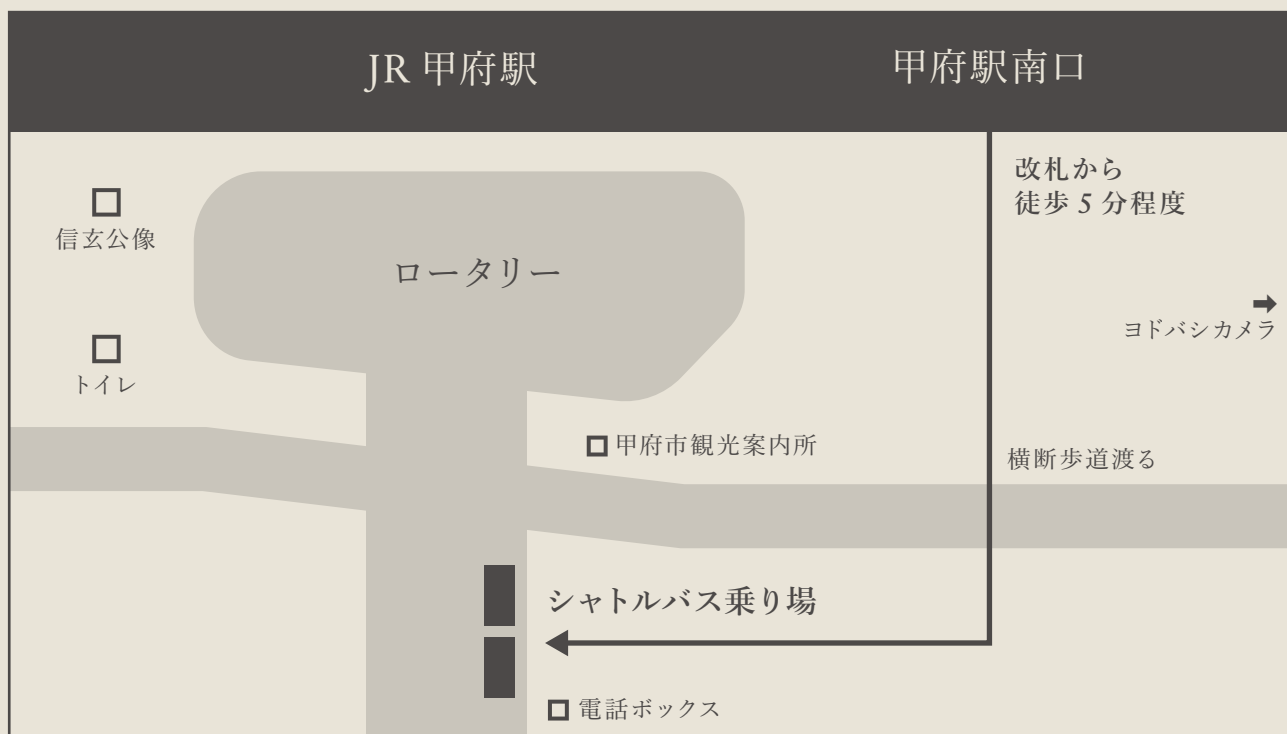 JR 甲府駅
甲府駅南口
改札から
徒歩 5 分程度
信玄公像
ロータリー
ヨドバシカメラ
トイレ
甲府市観光案内所
横断歩道渡る
シャトルバス乗り場
電話ボックス